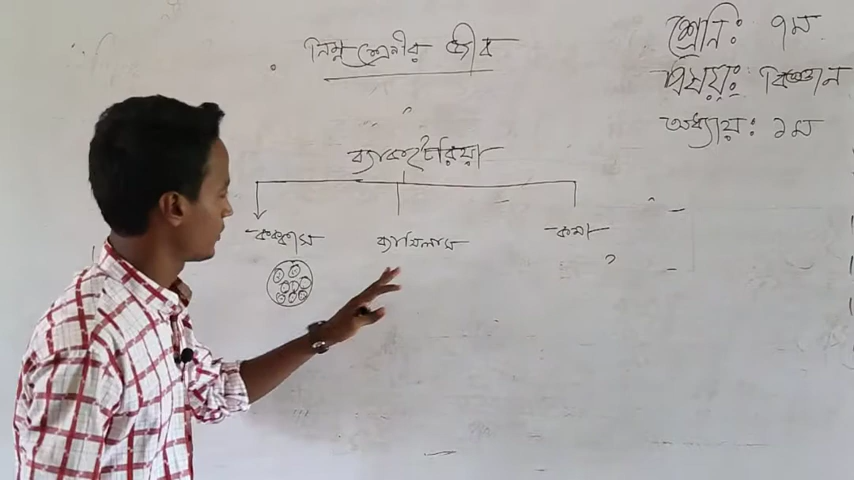 নিম্ন শ্রেনীর জীব
শ্রেনি: ৭ম
বিষয়: বিজ্ঞান
অধ্যায়: ১ম
ব্যাকটেরিয়া
কক্কাস
ব্যাসিলাস
কমা